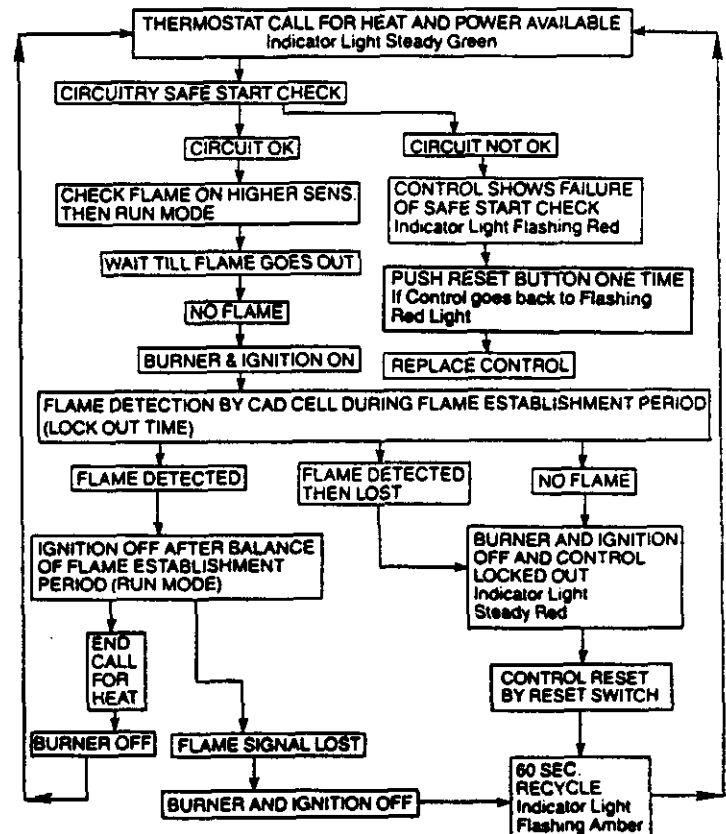 THERMOSTAT CALL FOR HEAT AND POWER AVAILABLE
Indicator Light Steady Green
CIRCUITRY SAFE START CHECK
CIRCUIT OK
CIRCUIT NOT OK
CHECK FLAME ON HIGHER SENS.
THEN RUN MODE
CONTROL SHOWS FAILURE
OF SAFE START CHECK
Indicator Light Flashing Red
WAIT TILL FLAME GOES OUT
PUSH RESET BUTTON ONE TIME
If Control goes back to Flashing
Red Light
NO FLAME
BURNER & IGNITION ON
REPLACE CONTROL
FLAME DETECTION BY CAD CELL DURING FLAME ESTABLISHMENT PERIOD
(LOCK OUT TIME)
FLAME DETECTED
FLAME DETECTED
THEN LOST
NO FLAME
IGNITION OFF AFTER BALANCE
OF FLAME ESTABLISHMENT
PERIOD (RUN MODE)
BURNER AND IGNITION
OFF AND CONTROL
LOCKED OUT
Indicator Light
Steady Red
END
CALL
FOR
HEAT
CONTROL RESET
BY RESET SWITCH
BURNER OFF
FLAME SIGNAL LOST
BURNER AND IGNITION OFF
60 SEC.
RECYCLE
Indicator Light
Flashing Amber